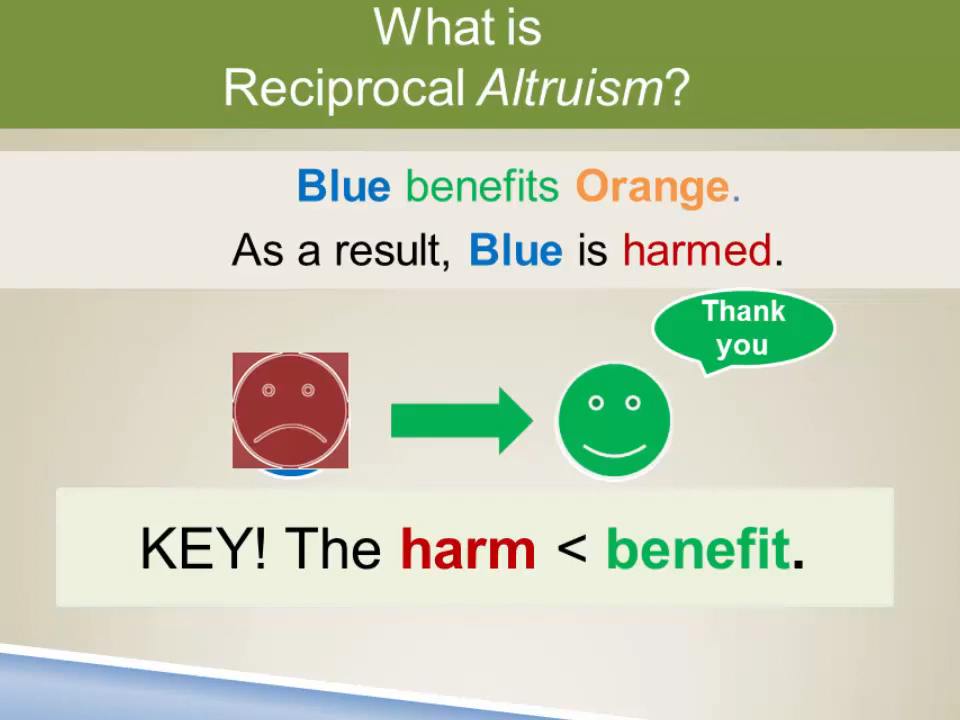 What is
Reciprocal Altruism?
Blue benefits Orange.
As a result, Blue is harmed.
Thank
you
KEY! The harm < benefit.